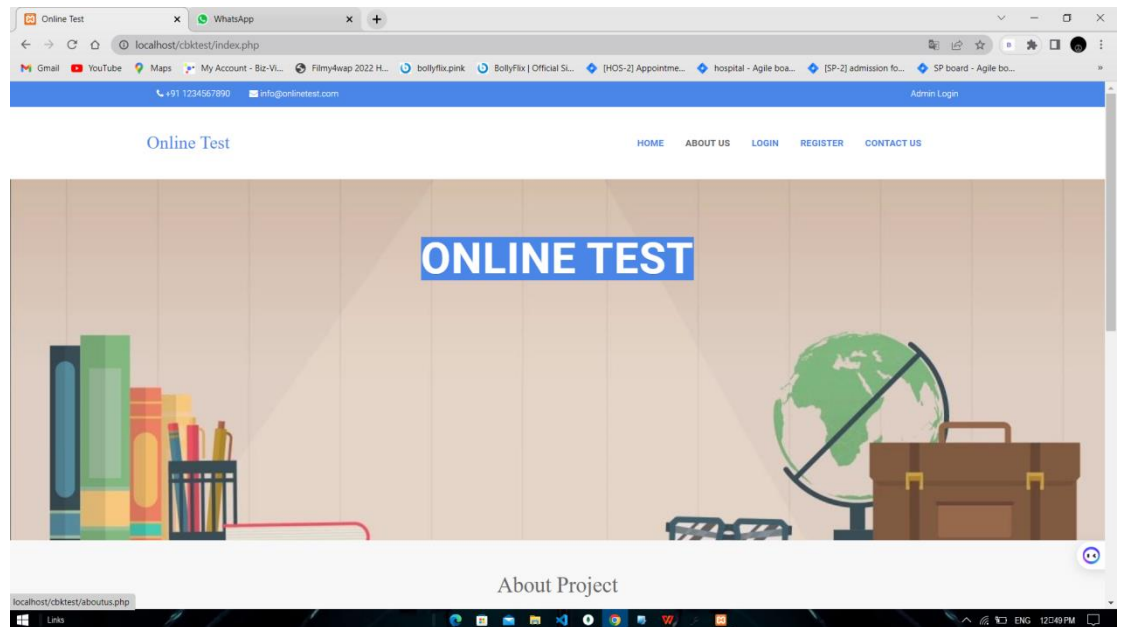 Online Test
WhatsApp
localhost/cbktest/index.php
Gmail YouTube Maps My Account - Biz-Vi... Filmy4wap 2022 H... bollyflix.pink BollyFlix | Official Si... [HOS-2] Appointme... hospital - Agile boa... [SP-2] admission fo... SP board - Agile bo... »
+91 1234567890 info@onlinetest.com Admin Login
Online Test HOME ABOUT US LOGIN REGISTER CONTACT US
ONLINE TEST
About Project
localhost/cbktest/aboutus.php
Links ENG 12:49 PM